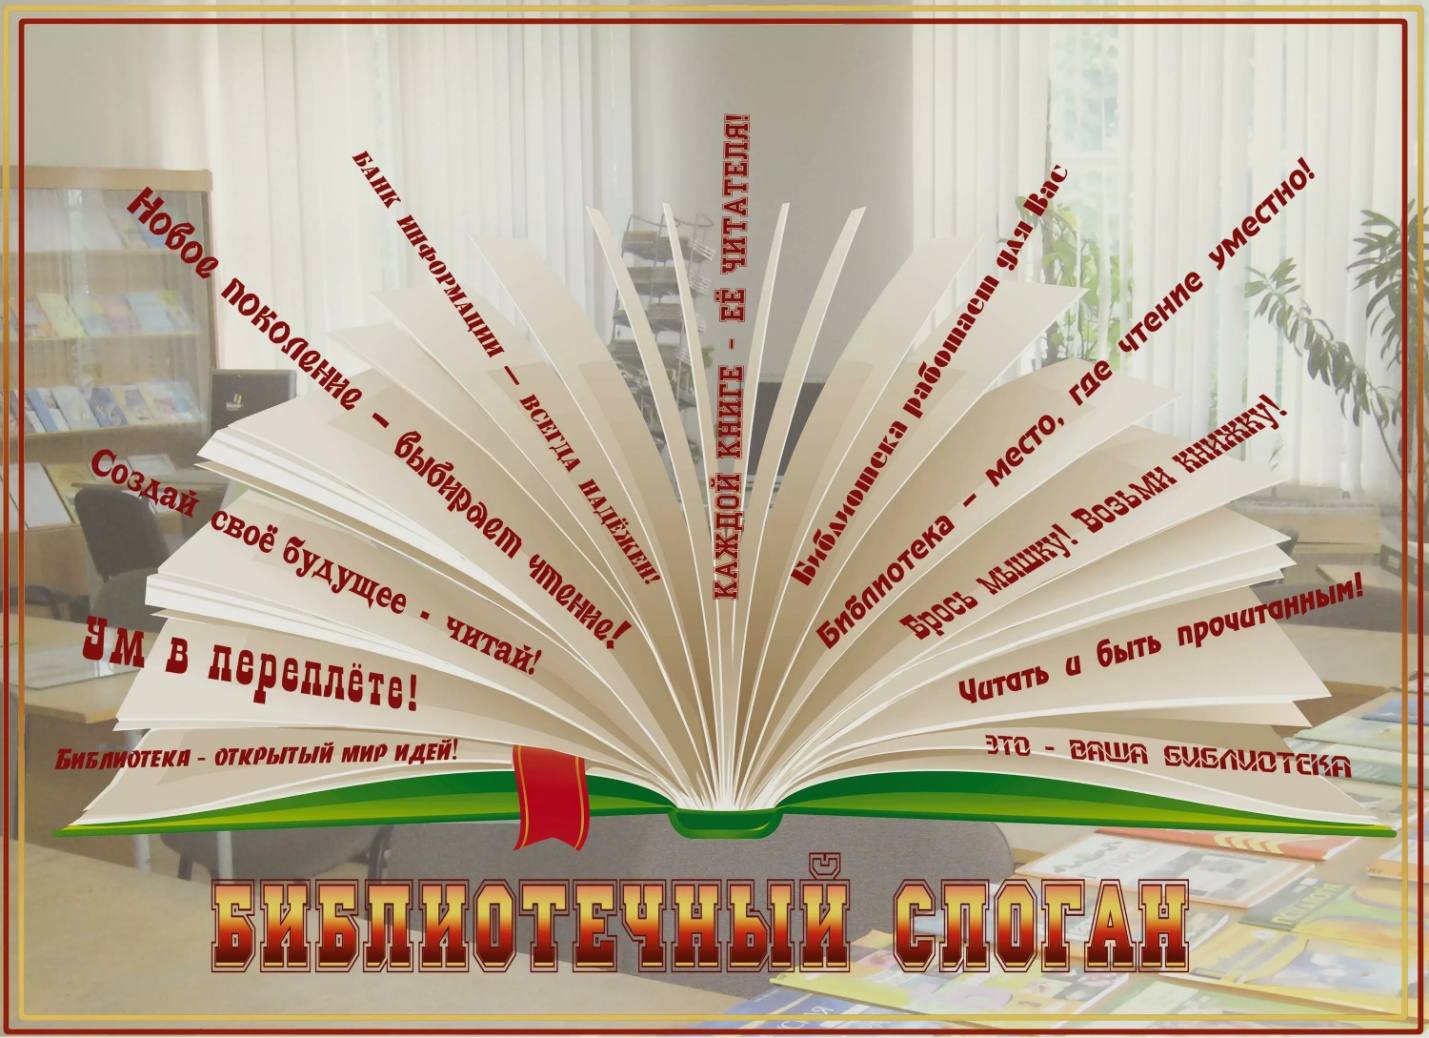 Новое поколение – выбирает чтение!
БАНК ИНФОРМАЦИИ — ВСЕГДА НАДЁЖЕН!
КАЖДОЙ КНИГЕ - ЕЁ ЧИТАТЕЛЯ!
Библиотека работает для Вас
Библиотека – место, где чтение уместно!
Брось мышку! Возьми книжку!
Создай своё будущее - читай!
Ум в переплёте!
Читать и быть прочитанным!
Библиотека - открытый мир идей!
ЭТО - ВАША БИБЛИОТЕКА
БИБЛИОТЕЧНЫЙ СЛОГАН